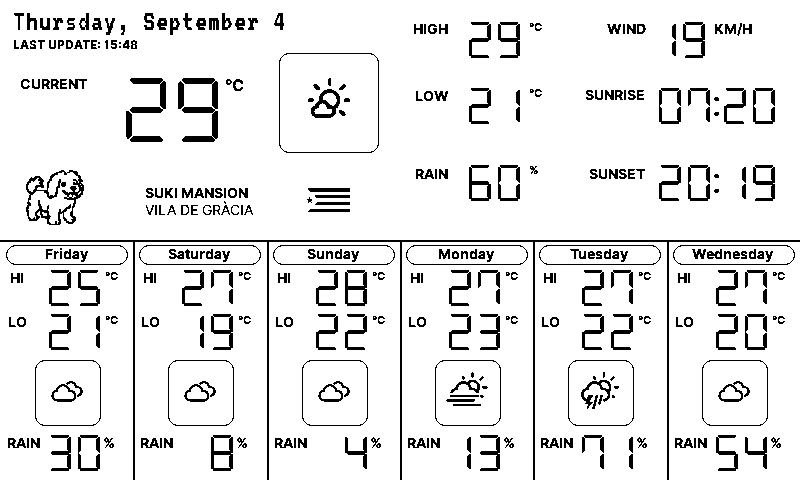 Thursday, September 4
LAST UPDATE: 15:48
CURRENT 29 °C
SUKI MANSION
VILA DE GRÀCIA
HIGH 29 °C
LOW 21 °C
RAIN 60 %
WIND 19 KM/H
SUNRISE 07:20
SUNSET 20:19
Friday
HI 25 °C
LO 21 °C
RAIN 30 %
Saturday
HI 27 °C
LO 19 °C
RAIN 8 %
Sunday
HI 28 °C
LO 22 °C
RAIN 4 %
Monday
HI 27 °C
LO 23 °C
RAIN 13 %
Tuesday
HI 27 °C
LO 22 °C
RAIN 71 %
Wednesday
HI 27 °C
LO 20 °C
RAIN 54 %